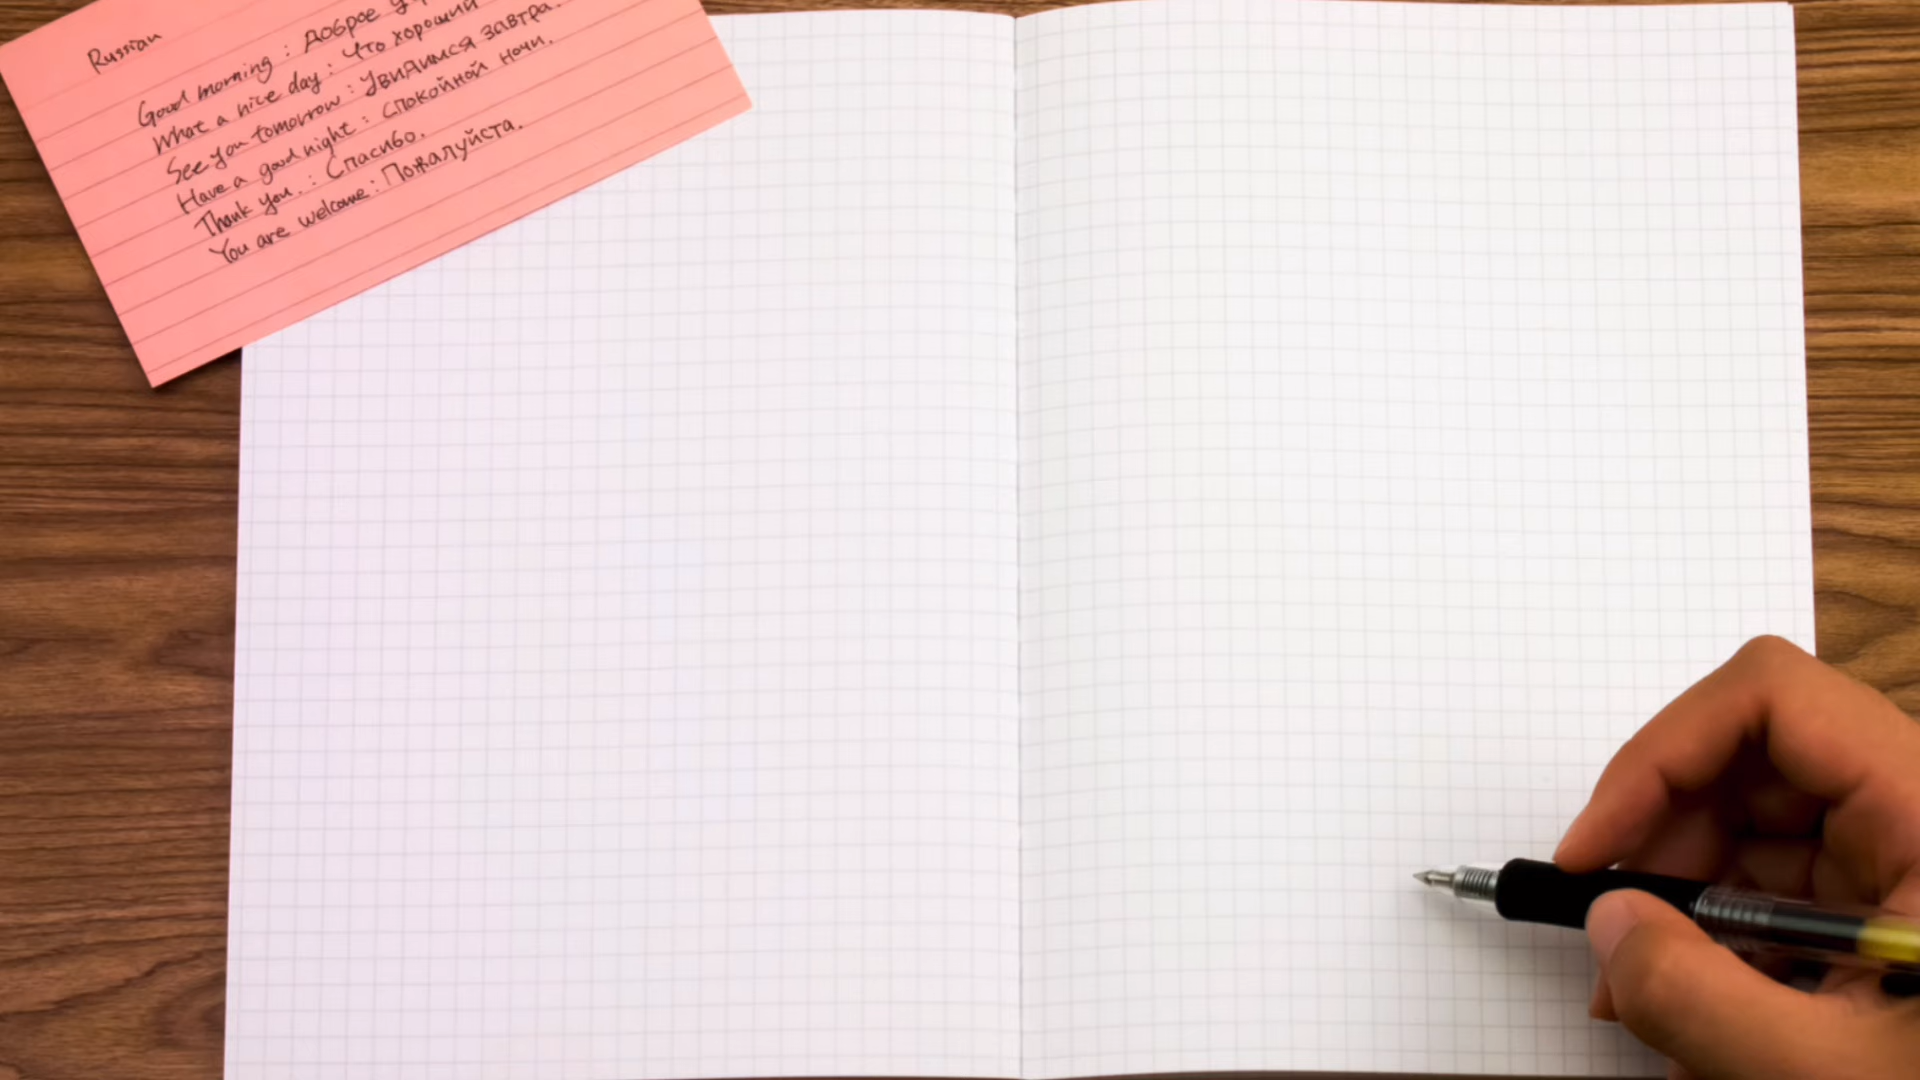 Russian
Good morning : Доброе
What a nice day : Что хороший
See you tomorrow : Увидимся завтра.
Have a good night : спокойной ночи.
Thank you. : Спасибо.
You are welcome : Пожалуйста.